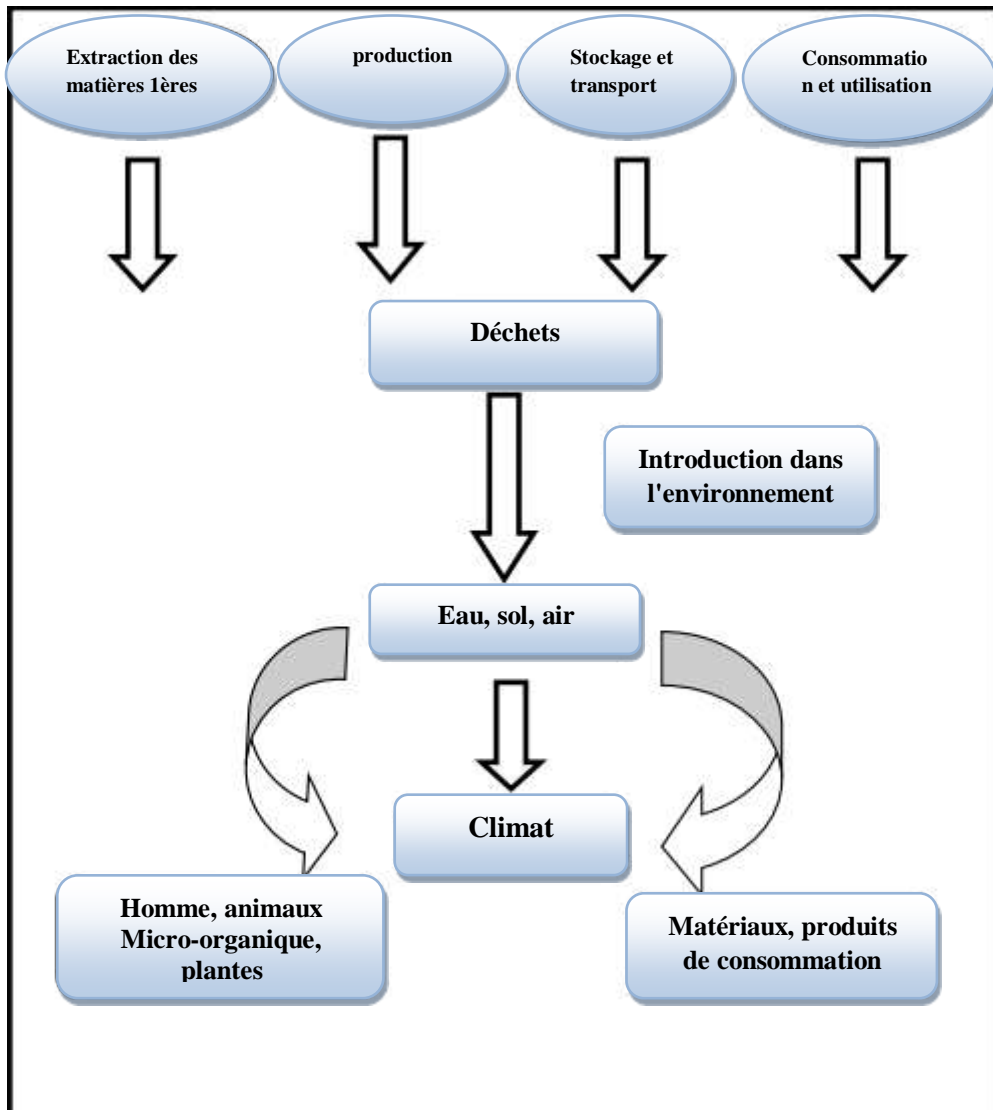 Extraction des
matières 1ères
production
Stockage et
transport
Consommatio
n et utilisation
Déchets
Introduction dans
l'environnement
Eau, sol, air
Climat
Homme, animaux
Micro-organique,
plantes
Matériaux, produits
de consommation